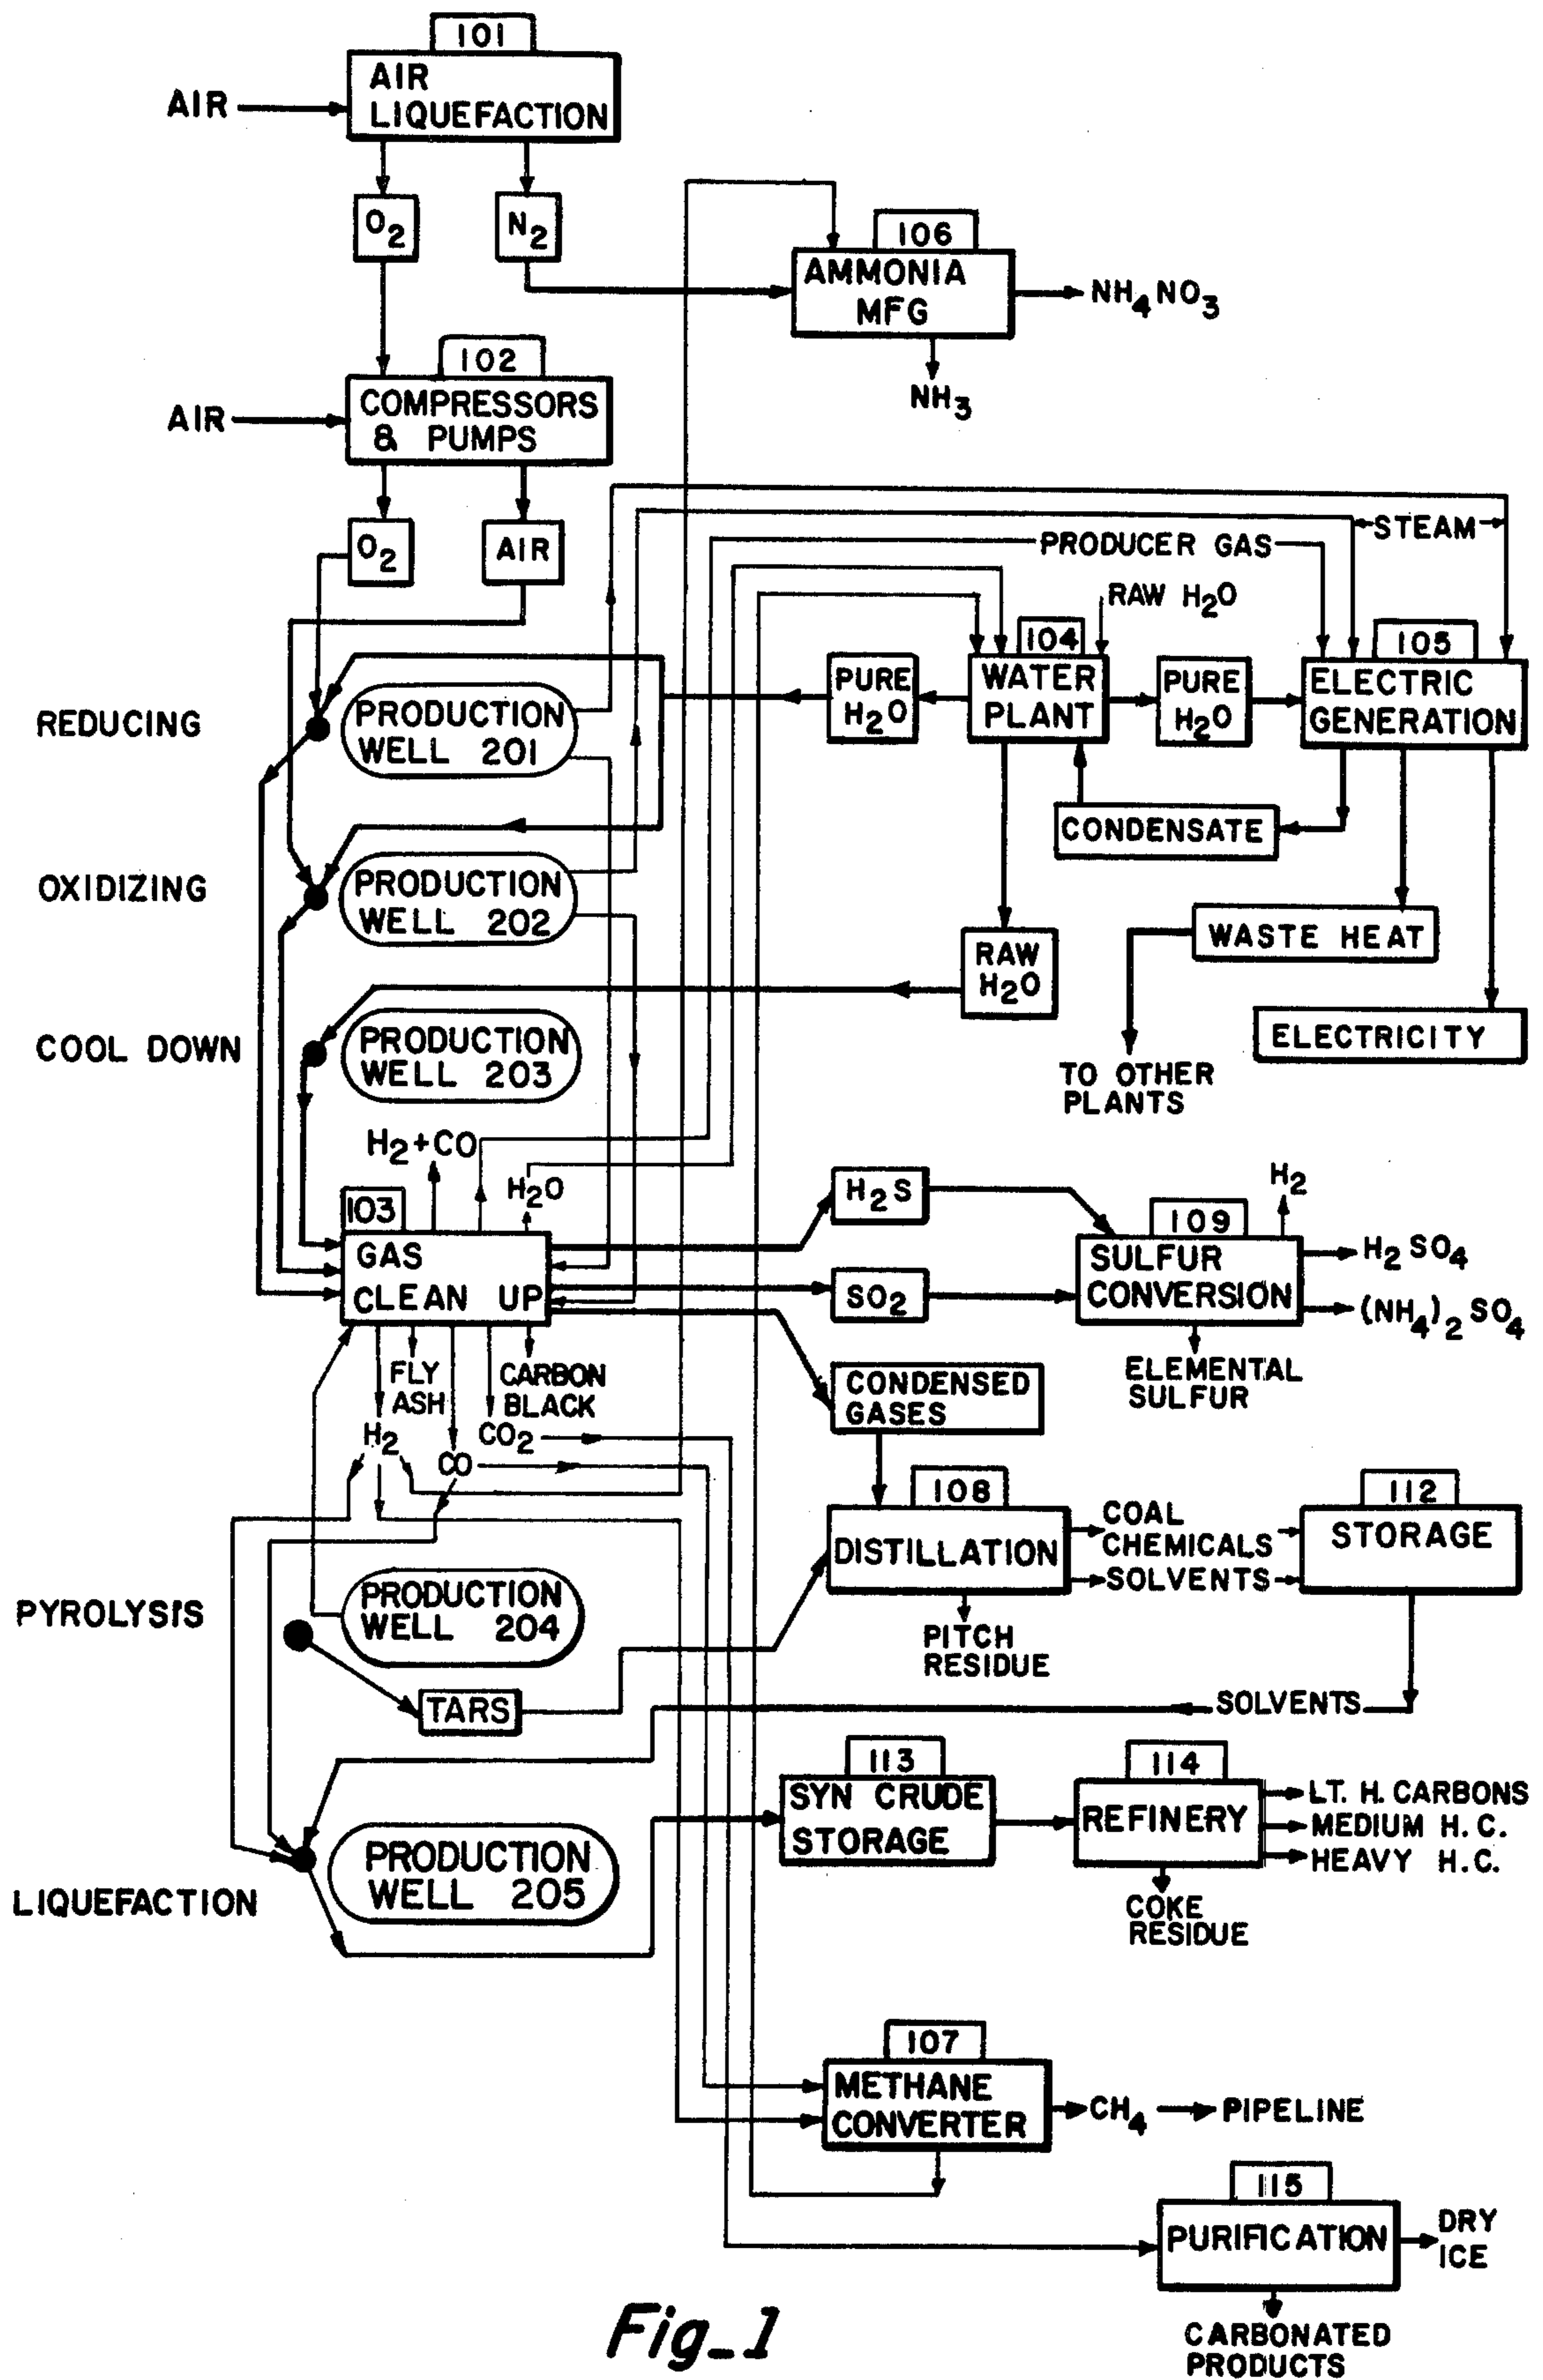 101
AIR
LIQUEFACTION
AIR
O2
N2
106
AMMONIA
MFG
NH4NO3
NH3
102
COMPRESSORS
& PUMPS
AIR
O2
AIR
STEAM
PRODUCER GAS
RAW H2O
104
WATER
PLANT
PURE
H2O
PURE
H2O
105
ELECTRIC
GENERATION
REDUCING
PRODUCTION
WELL 201
CONDENSATE
OXIDIZING
PRODUCTION
WELL 202
WASTE HEAT
RAW
H2O
ELECTRICITY
COOL DOWN
PRODUCTION
WELL 203
TO OTHER
PLANTS
H2+CO
H2O
103
GAS
CLEAN UP
H2S
SO2
109
SULFUR
CONVERSION
H2
H2SO4
(NH4)2SO4
ELEMENTAL
SULFUR
FLY
ASH
CARBON
BLACK
H2
CO
CO2
CONDENSED
GASES
108
DISTILLATION
COAL
CHEMICALS
SOLVENTS
112
STORAGE
PITCH
RESIDUE
PYROLYSIS
PRODUCTION
WELL 204
TARS
SOLVENTS
113
SYN CRUDE
STORAGE
114
REFINERY
LT. H. CARBONS
MEDIUM H.C.
HEAVY H.C.
COKE
RESIDUE
LIQUEFACTION
PRODUCTION
WELL 205
107
METHANE
CONVERTER
CH4
PIPELINE
115
PURIFICATION
DRY
ICE
CARBONATED
PRODUCTS
Fig_1